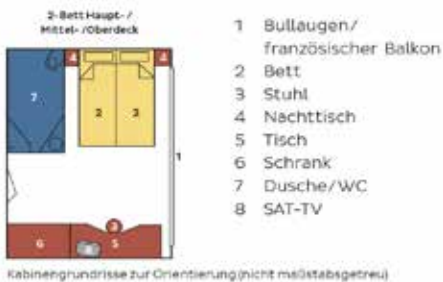 2-Bett Haupt- /
Mittel- /Oberdeck
4
4
7
2
2
1
3
6
5
1 Bullaugen/
französischer Balkon
2 Bett
3 Stuhl
4 Nachttisch
5 Tisch
6 Schrank
7 Dusche/WC
8 SAT-TV
Kabinengrundrisse zur Orientierung (nicht maßstabsgetreu)